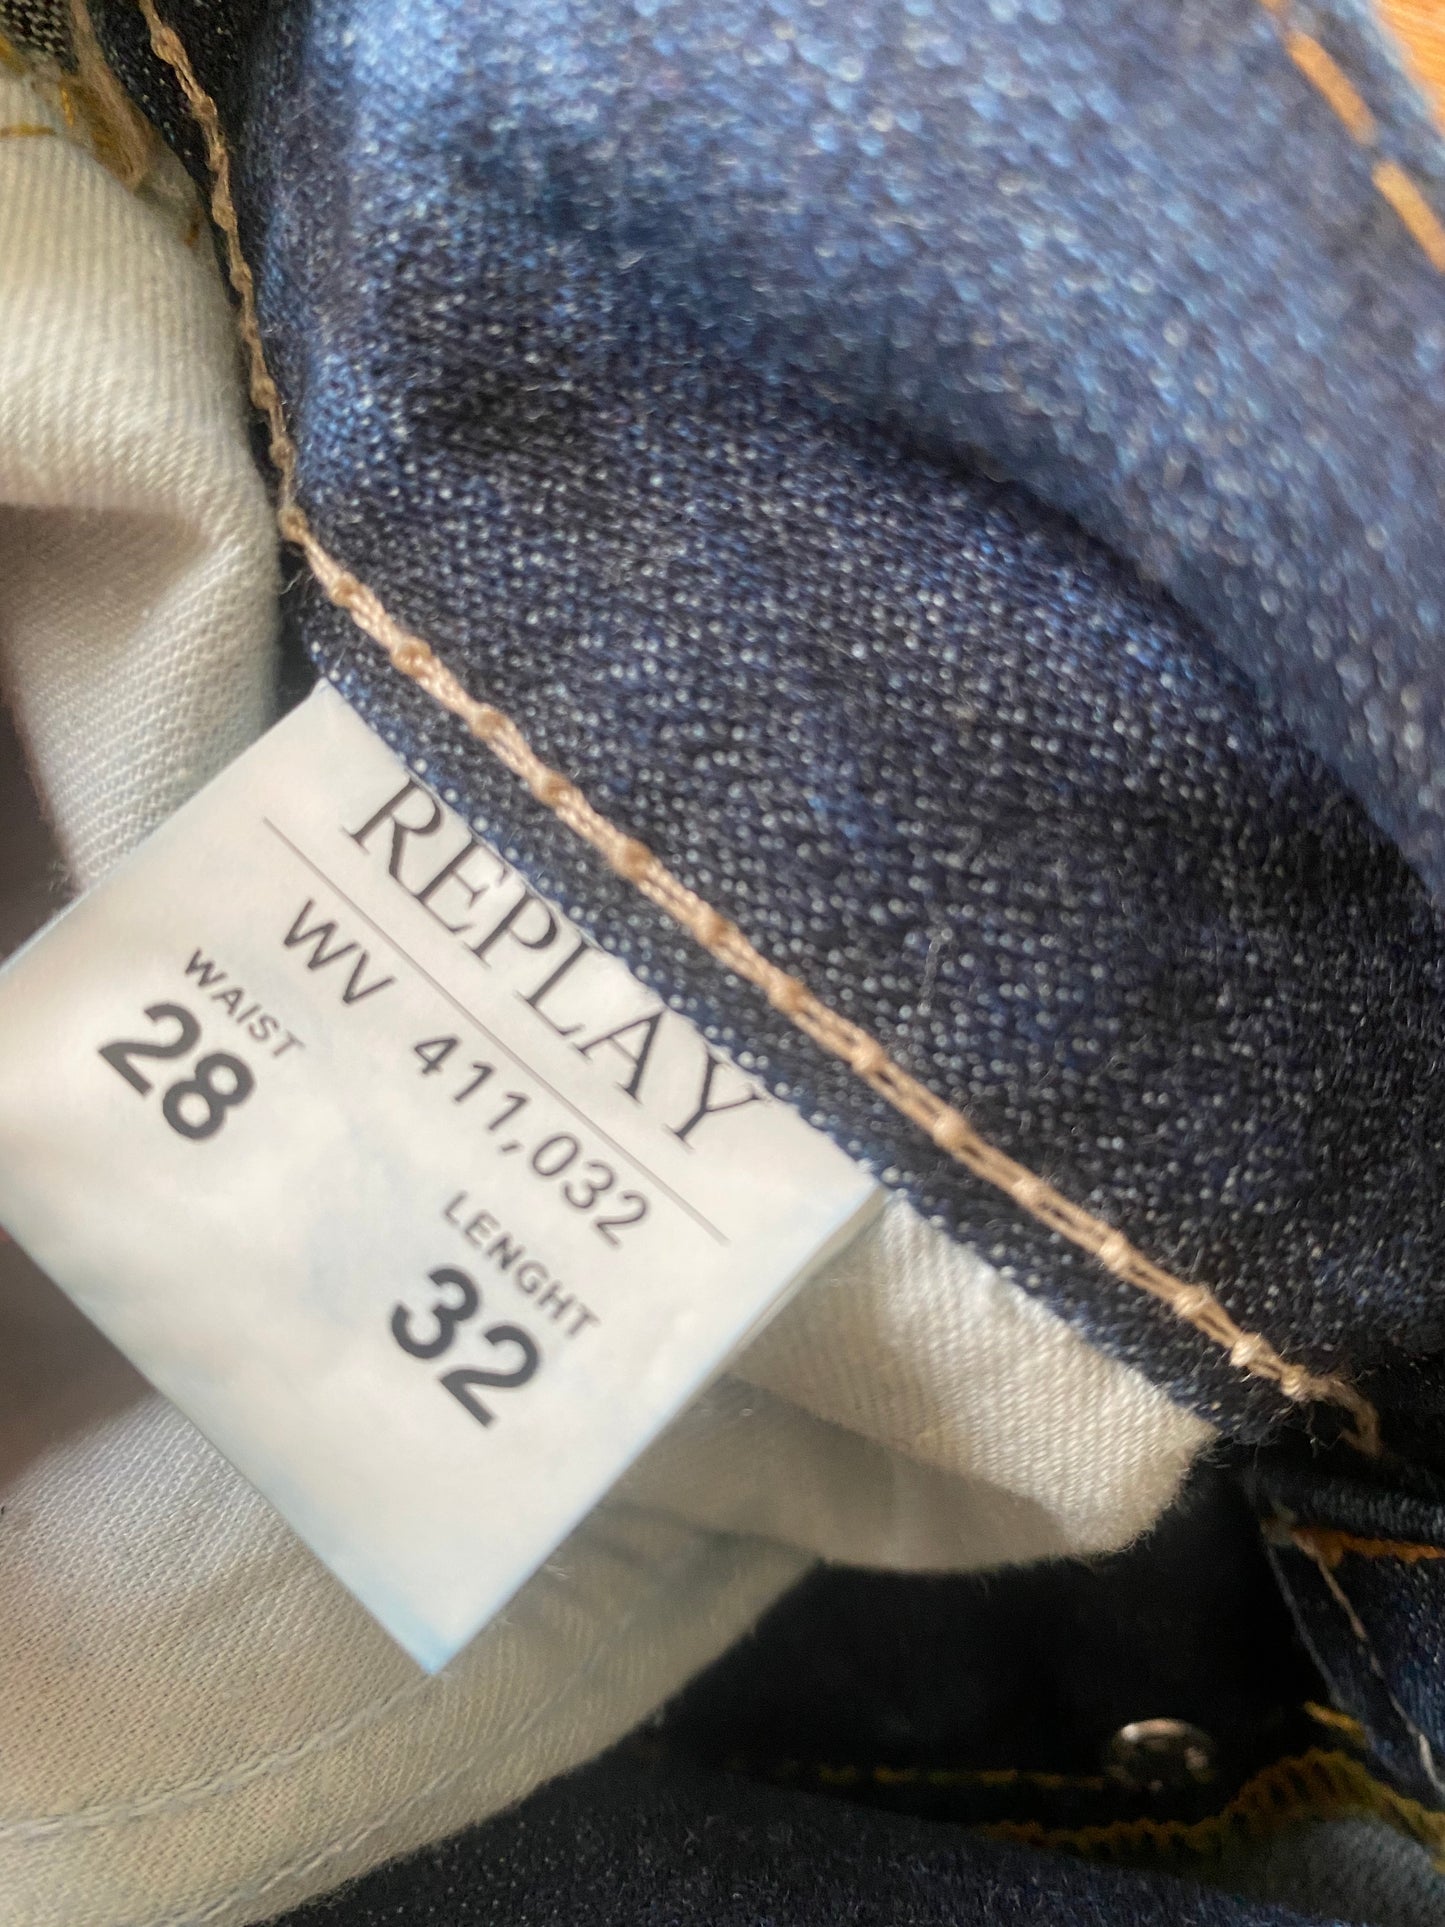 REPLAY
WV 411,032
WAIST LENGHT
28 32